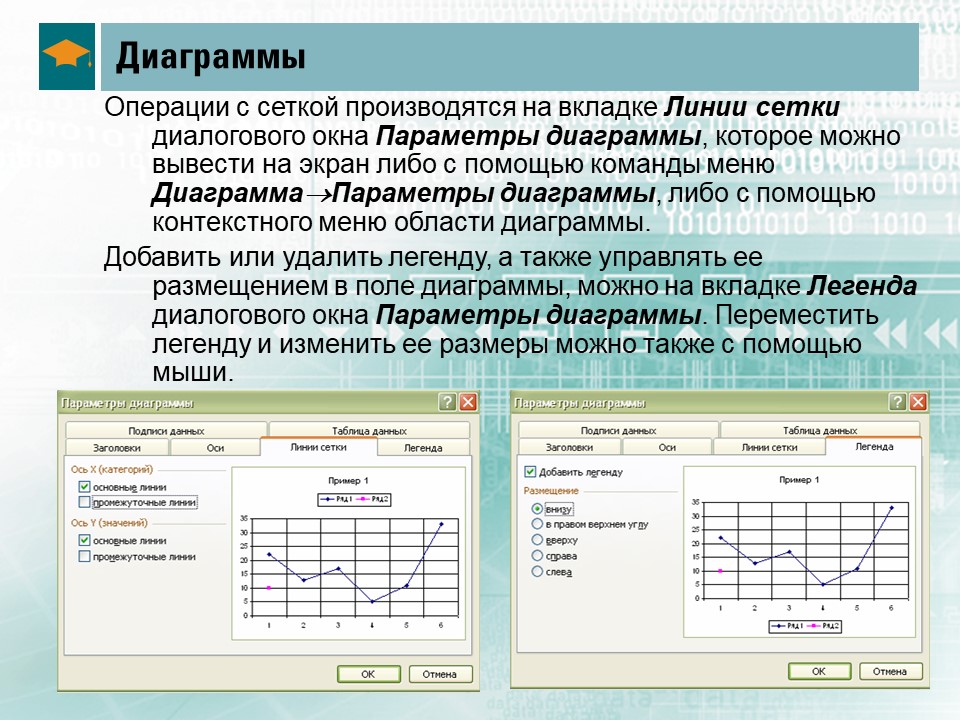 Диаграммы
Операции с сеткой производятся на вкладке Линии сетки
диалогового окна Параметры диаграммы, которое можно
вывести на экран либо с помощью команды меню
Диаграмма→Параметры диаграммы, либо с помощью
контекстного меню области диаграммы.
Добавить или удалить легенду, а также управлять ее
размещением в поле диаграммы, можно на вкладке Легенда
диалогового окна Параметры диаграммы. Переместить
легенду и изменить ее размеры можно также с помощью
мыши.
Параметры диаграммы
Подписи данных Таблица данных
Заголовки Оси Линии сетки Легенда
Ось X (категорий)
основные линии
промежуточные линии
Ось Y (значений)
основные линии
промежуточные линии
Пример 1
Ряд1 Ряд2
35
30
25
20
15
10
5
0
1 2 3 4 5 6
OK Отмена
Параметры диаграммы
Подписи данных Таблица данных
Заголовки Оси Линии сетки Легенда
Добавить легенду
Размещение
внизу
в правом верхнем углу
вверху
справа
слева
Пример 1
35
30
25
20
15
10
5
0
1 2 3 4 5 6
Ряд1 Ряд2
OK Отмена